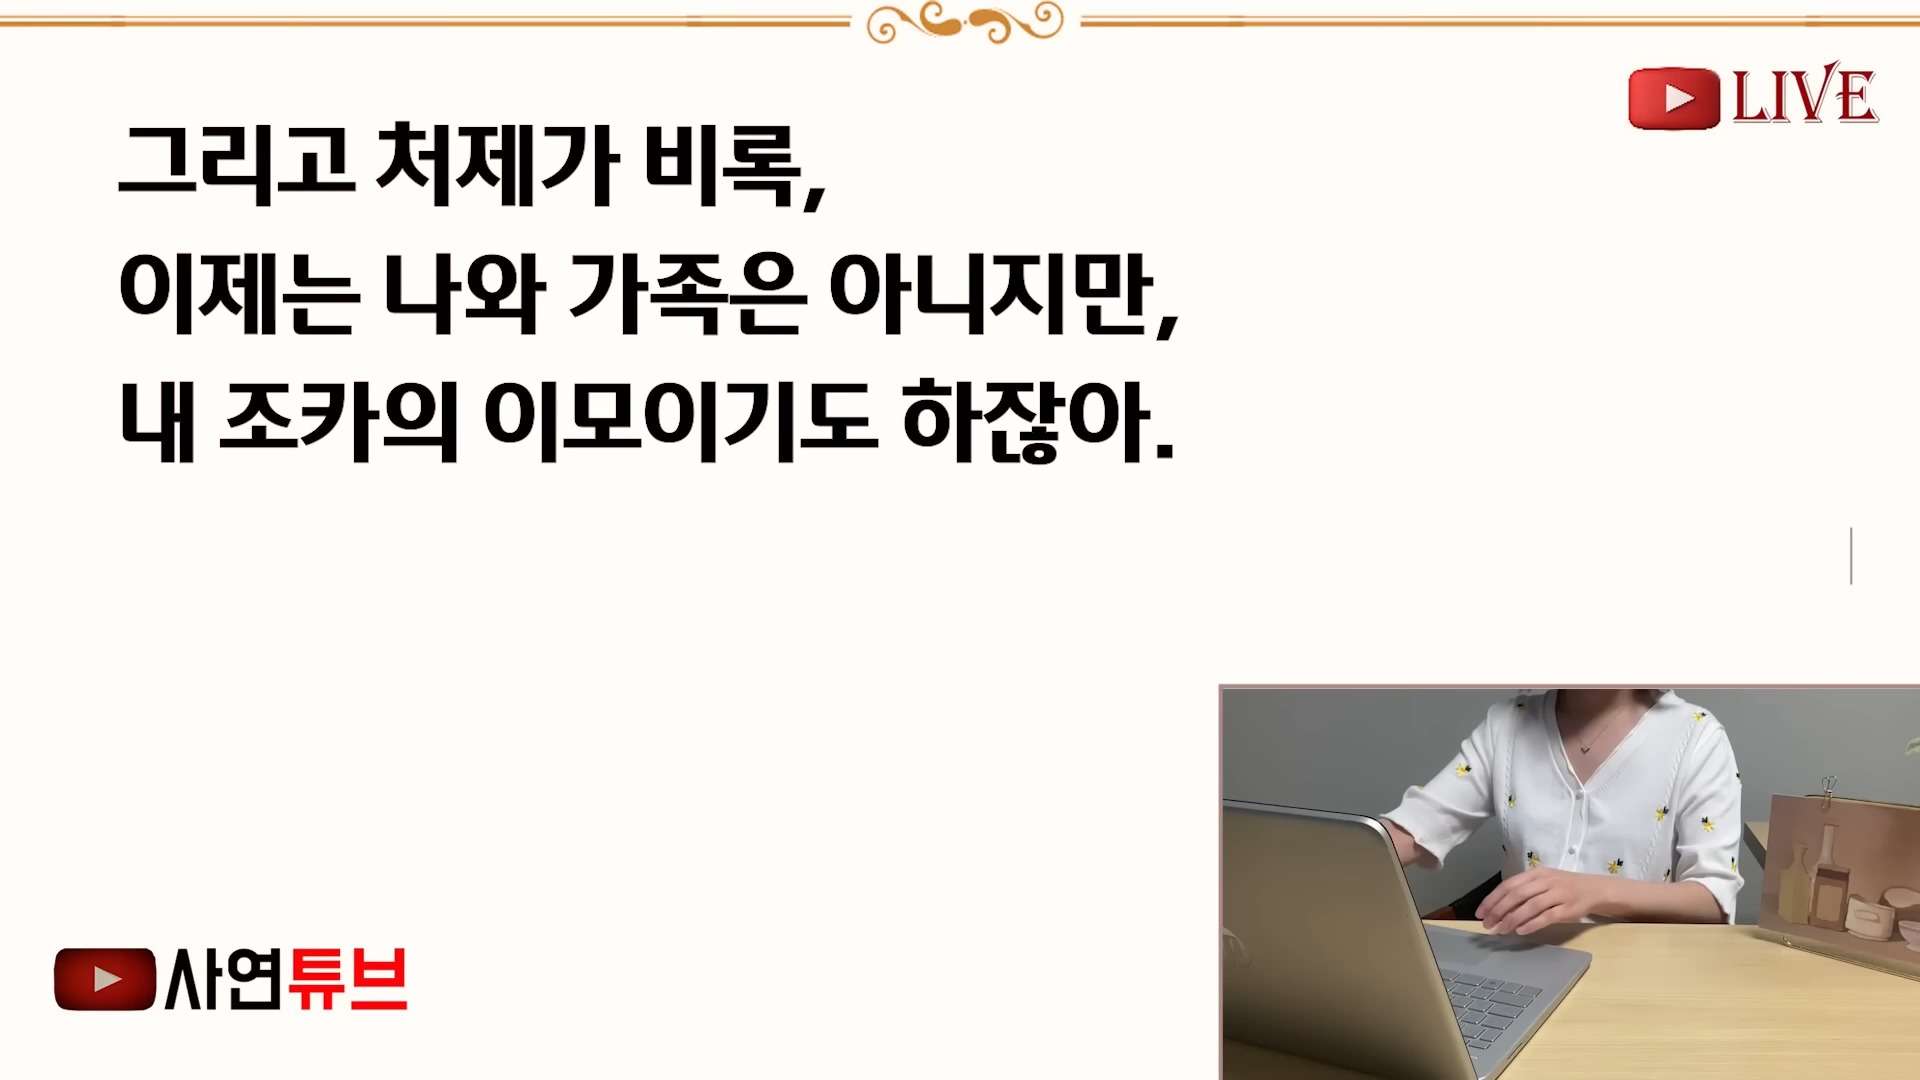 LIVE
그리고 처제가 비록,
이제는 나와 가족은 아니지만,
내 조카의 이모이기도 하잖아.
사연튜브